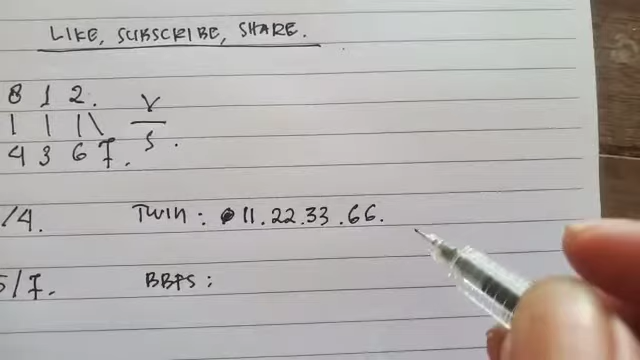 LIKE, SUBSCRIBE, SHARE.
8 1 2. V
4 3 6 7. S.
/4. TWIN : 11.22.33.66.
5/7. BBFS :